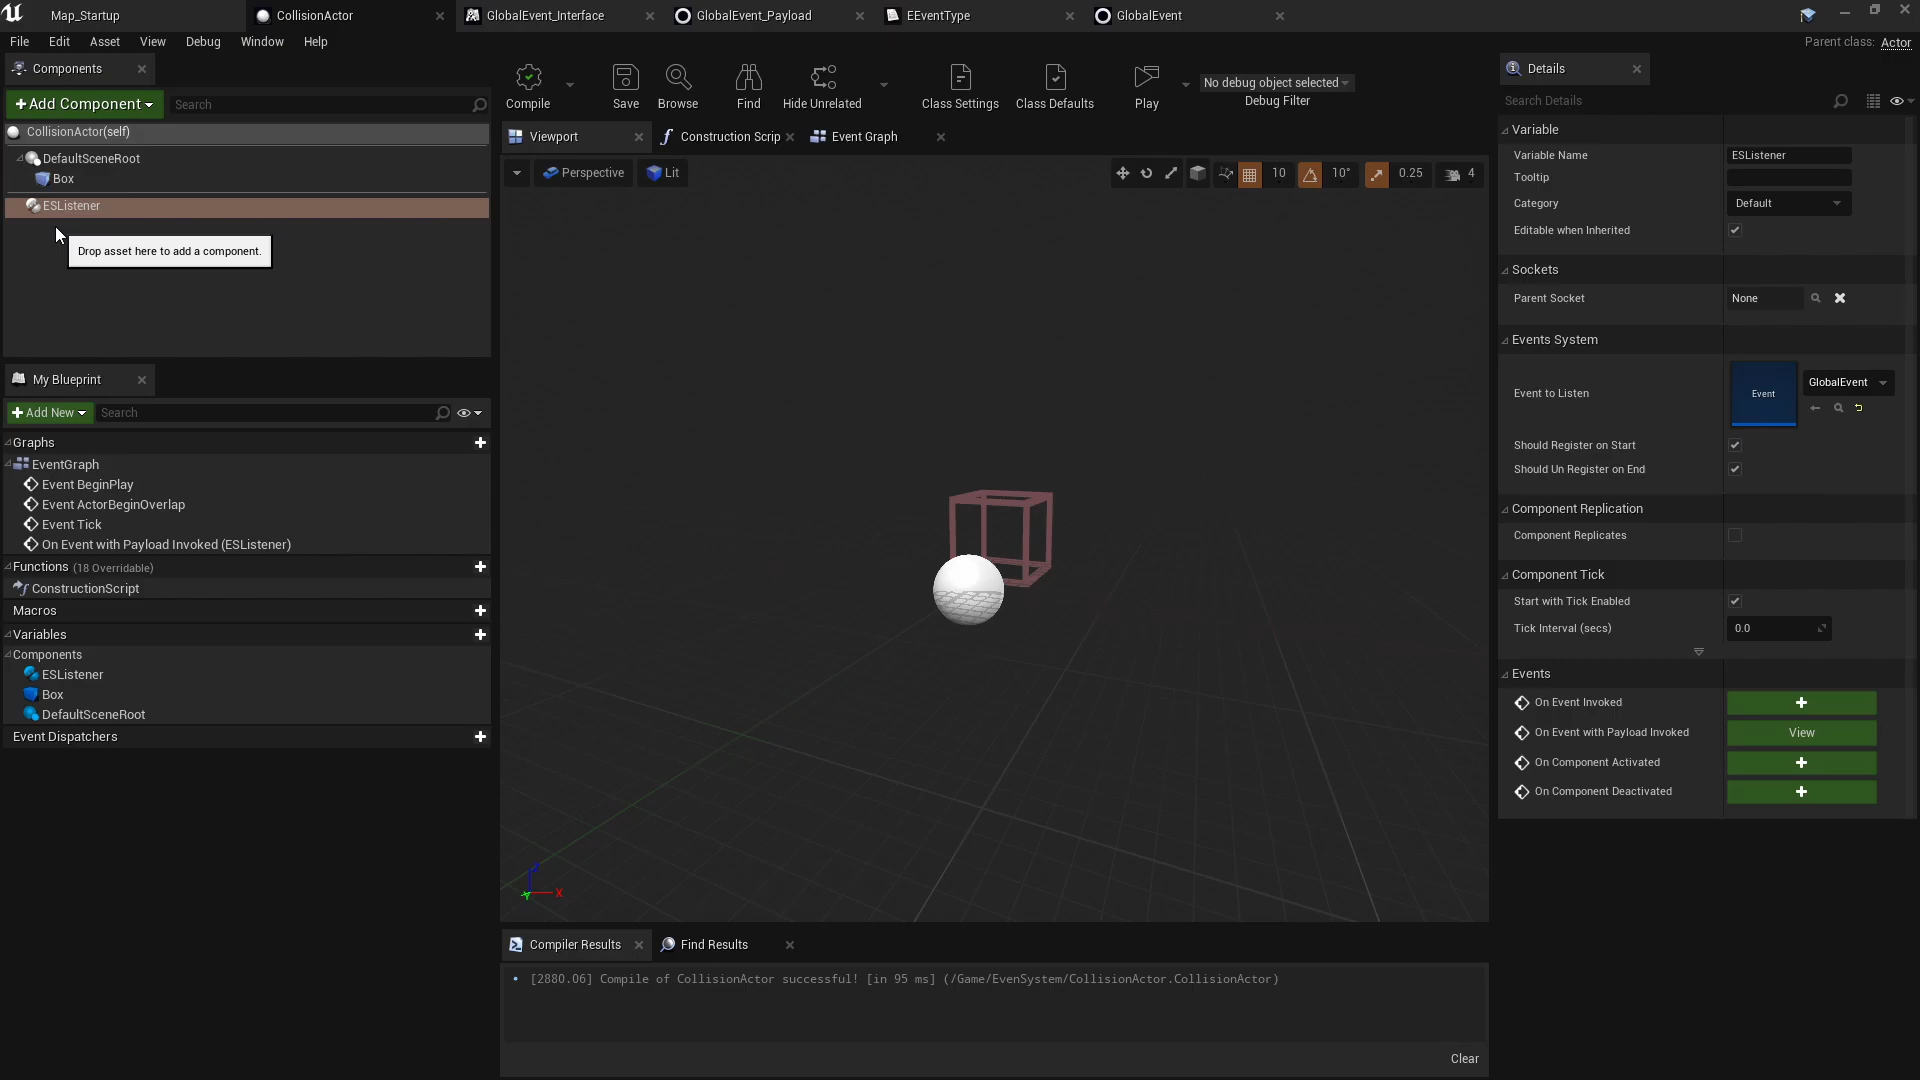 Map_Startup
CollisionActor
GlobalEvent_Interface
GlobalEvent_Payload
EEventType
GlobalEvent
File Edit Asset View Debug Window Help
Parent class: Actor
Components
+Add Component
Search
CollisionActor(self)
DefaultSceneRoot
Box
ESListener
Drop asset here to add a component.
My Blueprint
+Add New
Search
Graphs
EventGraph
Event BeginPlay
Event ActorBeginOverlap
Event Tick
On Event with Payload Invoked (ESListener)
Functions (18 Overridable)
ConstructionScript
Macros
Variables
Components
ESListener
Box
DefaultSceneRoot
Event Dispatchers
Compile
Save
Browse
Find
Hide Unrelated
Class Settings
Class Defaults
Play
No debug object selected
Debug Filter
Viewport
Construction Scrip
Event Graph
Perspective
Lit
10
10°
0.25
4
X
Compiler Results
Find Results
[2880.06] Compile of CollisionActor successful! [in 95 ms] (/Game/EvenSystem/CollisionActor.CollisionActor)
Clear
Details
Search Details
Variable
Variable Name ESListener
Tooltip
Category Default
Editable when Inherited
Sockets
Parent Socket None
Events System
Event to Listen Event GlobalEvent
Should Register on Start
Should Un Register on End
Component Replication
Component Replicates
Component Tick
Start with Tick Enabled
Tick Interval (secs) 0.0
Events
On Event Invoked
On Event with Payload Invoked View
On Component Activated
On Component Deactivated